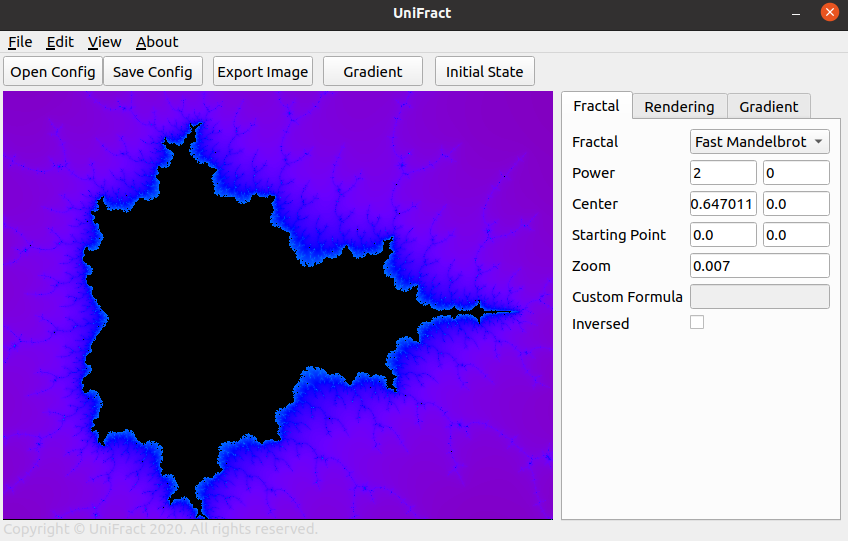 UniFract
File Edit View About
Open Config Save Config Export Image Gradient Initial State
Fractal Rendering Gradient
Fractal Fast Mandelbrot
Power 2 0
Center 0.647011 0.0
Starting Point 0.0 0.0
Zoom 0.007
Custom Formula
Inversed
Copyright © UniFract 2020. All rights reserved.